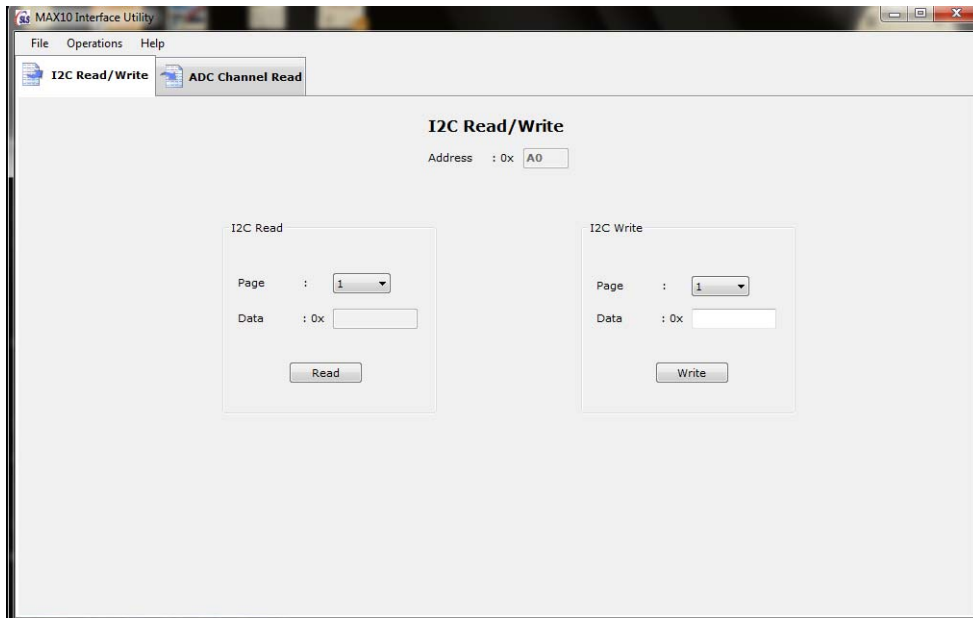 SLS MAX10 Interface Utility
File Operations Help
I2C Read/Write ADC Channel Read
I2C Read/Write
Address : 0x A0
I2C Read
Page : 1
Data : 0x
Read
I2C Write
Page : 1
Data : 0x
Write